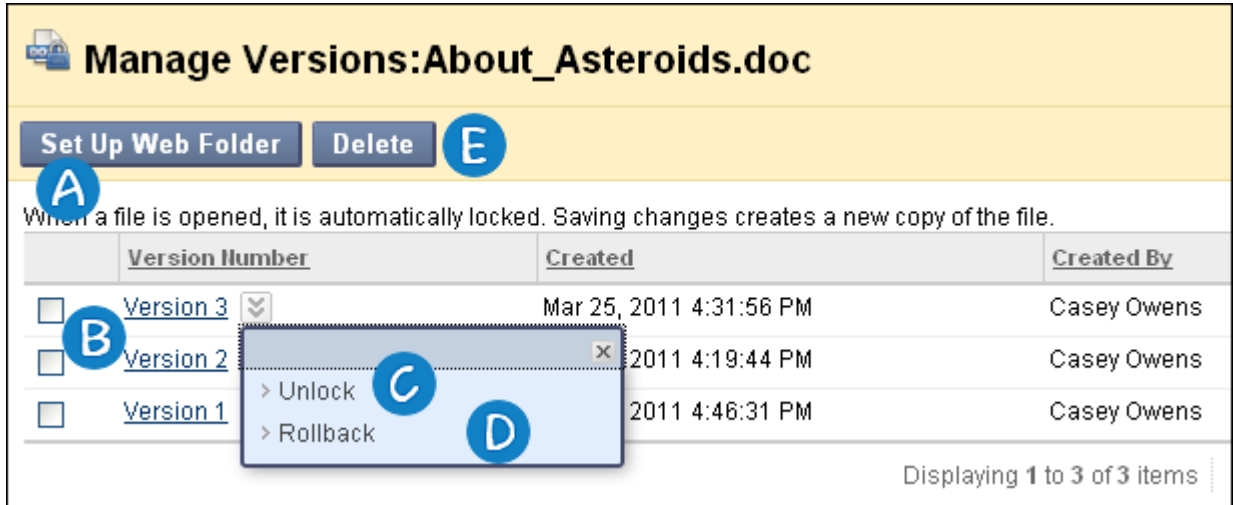 Manage Versions:About_Asteroids.doc
Set Up Web Folder Delete E
A
When a file is opened, it is automatically locked. Saving changes creates a new copy of the file.
Version Number Created Created By
Version 3 Mar 25, 2011 4:31:56 PM Casey Owens
B
Version 2 2011 4:19:44 PM Casey Owens
> Unlock C
Version 1 2011 4:46:31 PM Casey Owens
> Rollback D
Displaying 1 to 3 of 3 items